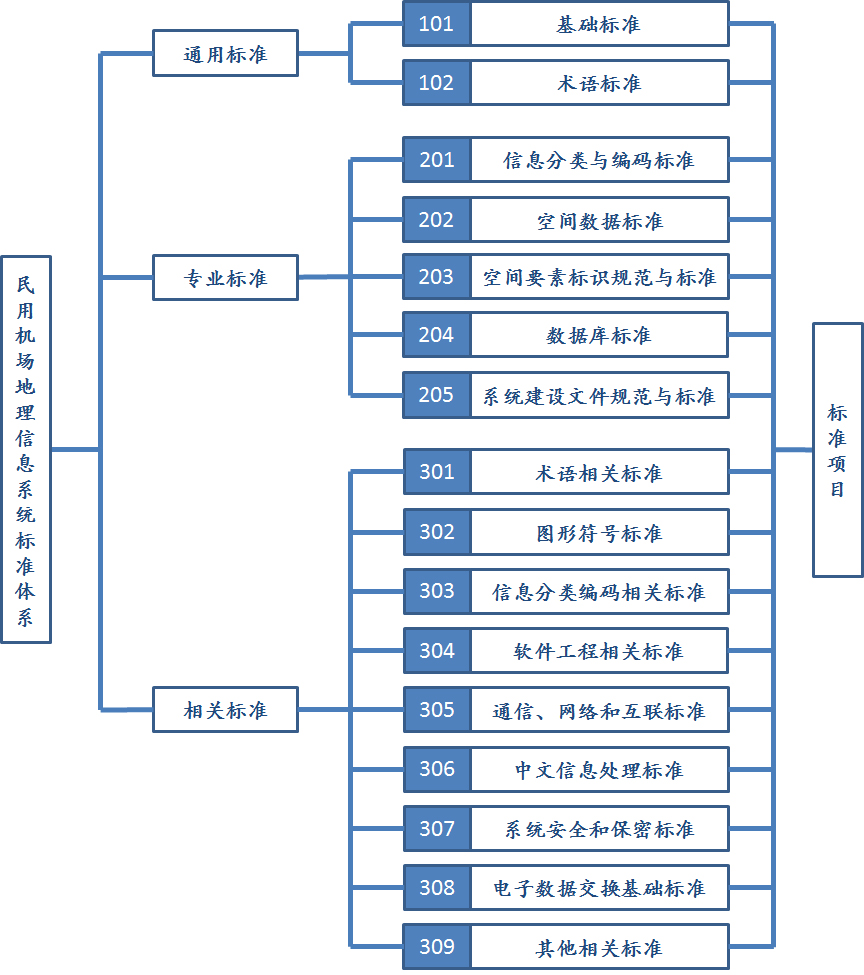 民用机场地理信息系统标准体系
通用标准
101 基础标准
102 术语标准
专业标准
201 信息分类与编码标准
202 空间数据标准
203 空间要素标识规范与标准
204 数据库标准
205 系统建设文件规范与标准
相关标准
301 术语相关标准
302 图形符号标准
303 信息分类编码相关标准
304 软件工程相关标准
305 通信、网络和互联标准
306 中文信息处理标准
307 系统安全和保密标准
308 电子数据交换基础标准
309 其他相关标准
标准项目